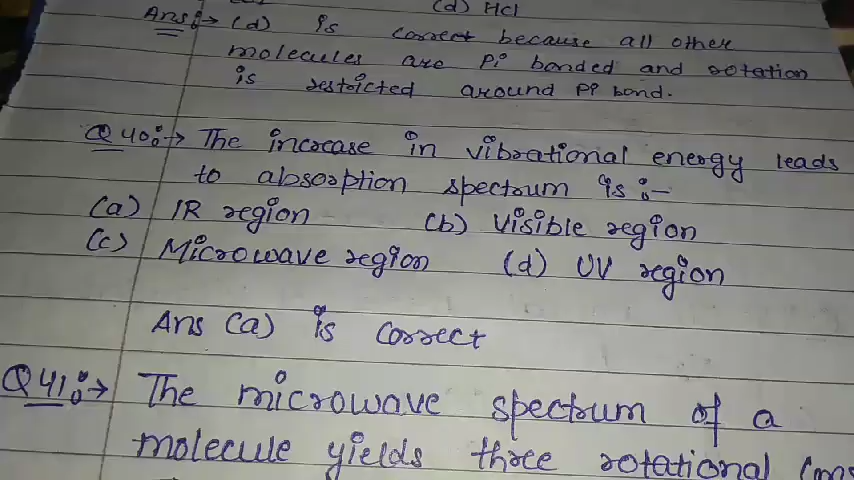 (d) HCl
Ans:→ (d) is correct because all other
molecules are Pi bonded and rotation
is restricted around Pi bond.
Q 40:→ The increase in vibrational energy leads
to absorption spectrum is:-
(a) IR region (b) Visible region
(c) Microwave region (d) UV region
Ans (a) is correct
Q 41:→ The microwave spectrum of a
molecule yields three rotational